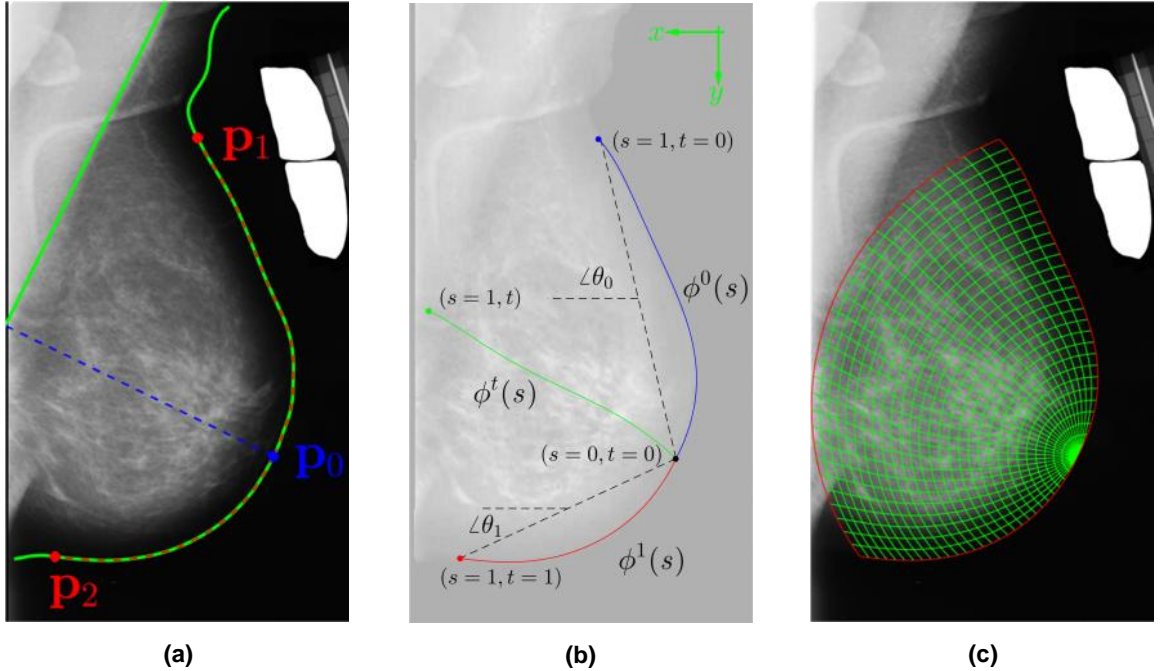 p₁
p₀
p₂
x
y
(s = 1, t = 0)
∠θ₀
ϕ⁰(s)
(s = 1, t)
ϕᵗ(s)
(s = 0, t = 0)
∠θ₁
ϕ¹(s)
(s = 1, t = 1)
(a)
(b)
(c)